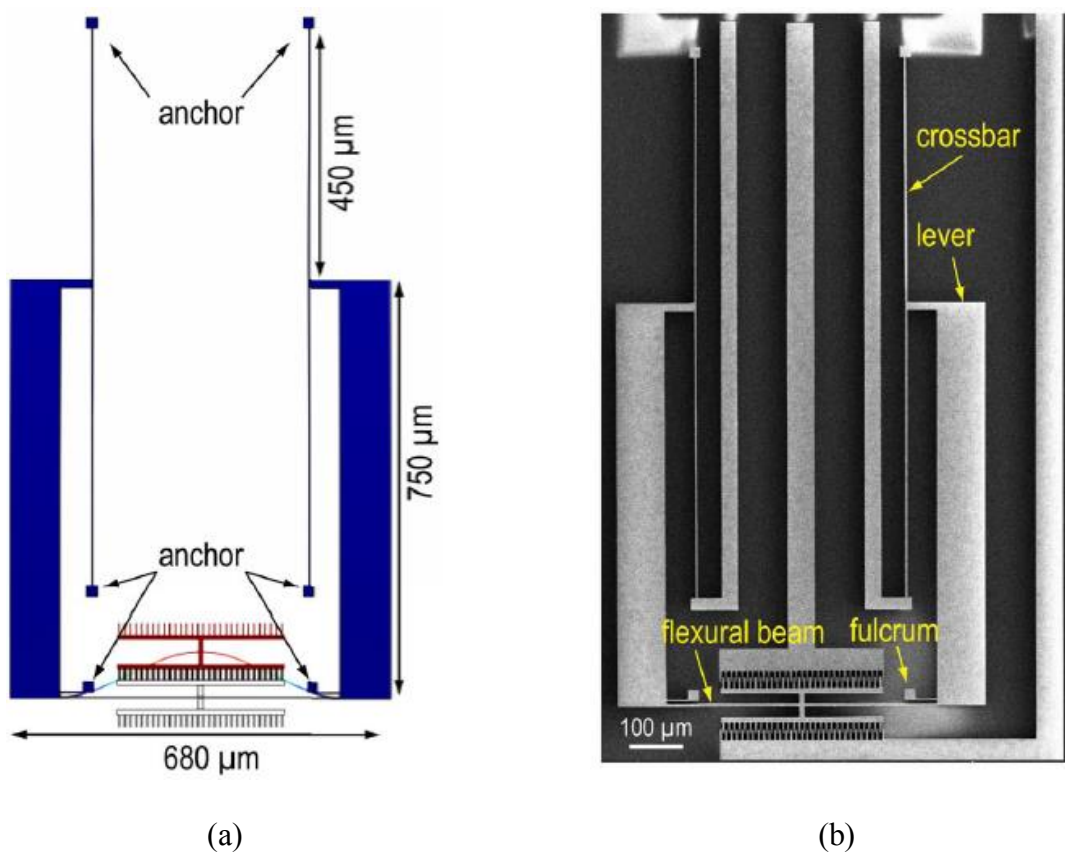 anchor
450 µm
750 µm
anchor
680 µm
crossbar
lever
flexural beam
fulcrum
100 µm
(a)
(b)